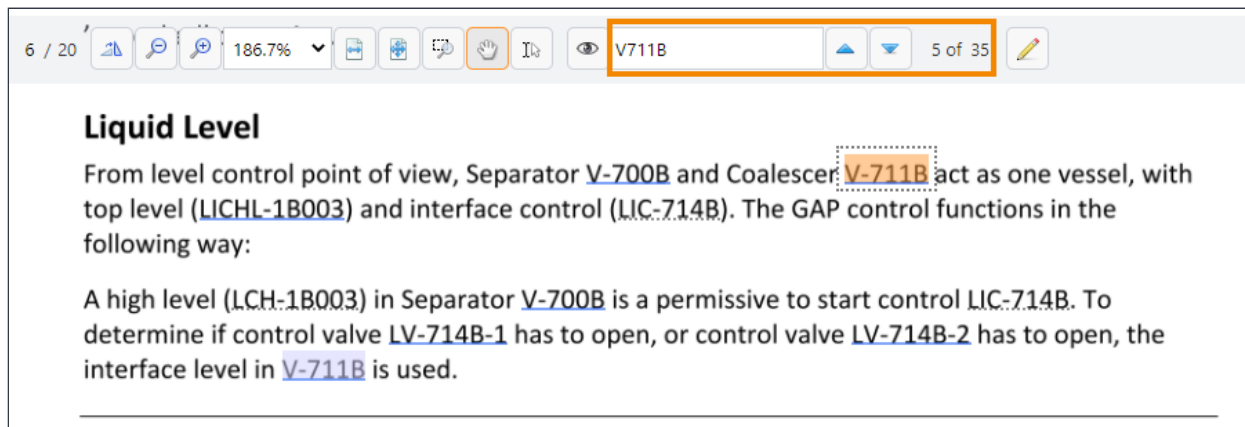 6 / 20 186.7% V711B 5 of 35
Liquid Level
From level control point of view, Separator V-700B and Coalescer V-711B act as one vessel, with
top level (LICHL-1B003) and interface control (LIC-714B). The GAP control functions in the
following way:
A high level (LCH-1B003) in Separator V-700B is a permissive to start control LIC-714B. To
determine if control valve LV-714B-1 has to open, or control valve LV-714B-2 has to open, the
interface level in V-711B is used.